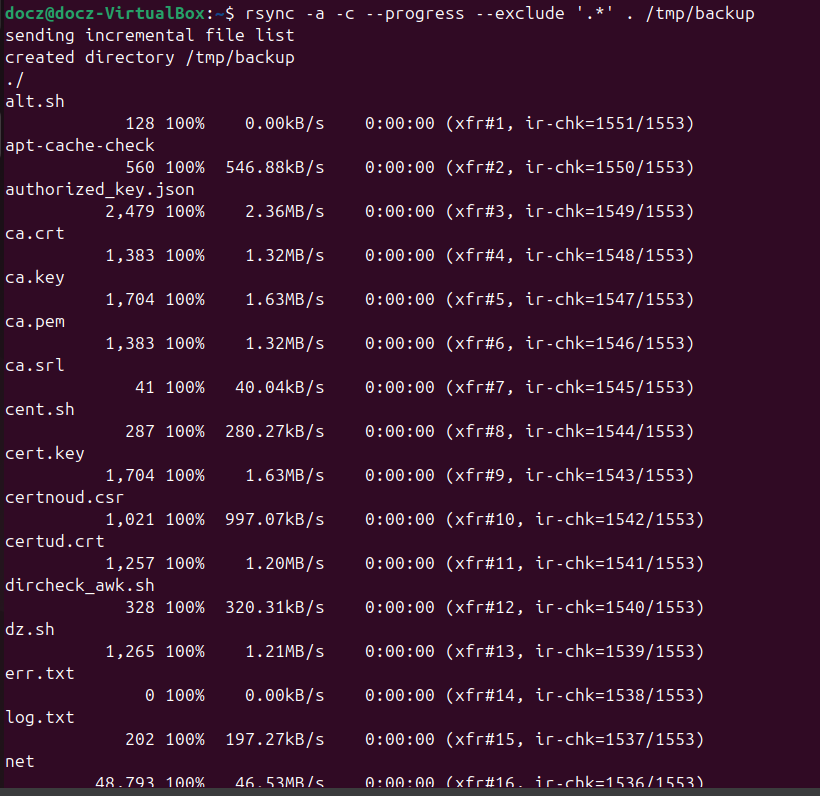 docz@docz-VirtualBox:~$ rsync -a -c --progress --exclude '.*' . /tmp/backup
sending incremental file list
created directory /tmp/backup
./
alt.sh
128 100% 0.00kB/s 0:00:00 (xfr#1, ir-chk=1551/1553)
apt-cache-check
560 100% 546.88kB/s 0:00:00 (xfr#2, ir-chk=1550/1553)
authorized_key.json
2,479 100% 2.36MB/s 0:00:00 (xfr#3, ir-chk=1549/1553)
ca.crt
1,383 100% 1.32MB/s 0:00:00 (xfr#4, ir-chk=1548/1553)
ca.key
1,704 100% 1.63MB/s 0:00:00 (xfr#5, ir-chk=1547/1553)
ca.pem
1,383 100% 1.32MB/s 0:00:00 (xfr#6, ir-chk=1546/1553)
ca.srl
41 100% 40.04kB/s 0:00:00 (xfr#7, ir-chk=1545/1553)
cent.sh
287 100% 280.27kB/s 0:00:00 (xfr#8, ir-chk=1544/1553)
cert.key
1,704 100% 1.63MB/s 0:00:00 (xfr#9, ir-chk=1543/1553)
certnoud.csr
1,021 100% 997.07kB/s 0:00:00 (xfr#10, ir-chk=1542/1553)
certud.crt
1,257 100% 1.20MB/s 0:00:00 (xfr#11, ir-chk=1541/1553)
dircheck_awk.sh
328 100% 320.31kB/s 0:00:00 (xfr#12, ir-chk=1540/1553)
dz.sh
1,265 100% 1.21MB/s 0:00:00 (xfr#13, ir-chk=1539/1553)
err.txt
0 100% 0.00kB/s 0:00:00 (xfr#14, ir-chk=1538/1553)
log.txt
202 100% 197.27kB/s 0:00:00 (xfr#15, ir-chk=1537/1553)
net
48,793 100% 46.53MB/s 0:00:00 (xfr#16, ir-chk=1536/1553)